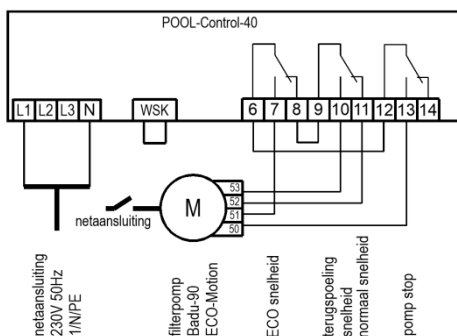 POOL-Control-40
L1 L2 L3 N
WSK
6 7 8 9 10 11 12 13 14
netaansluiting
M
53
52
51
50
netaansluiting
230V 50Hz
1/N/PE
filterpomp
Badu-90
ECO-Motion
ECO snelheid
terugspoeling
snelheid
normaal snelheid
pomp stop